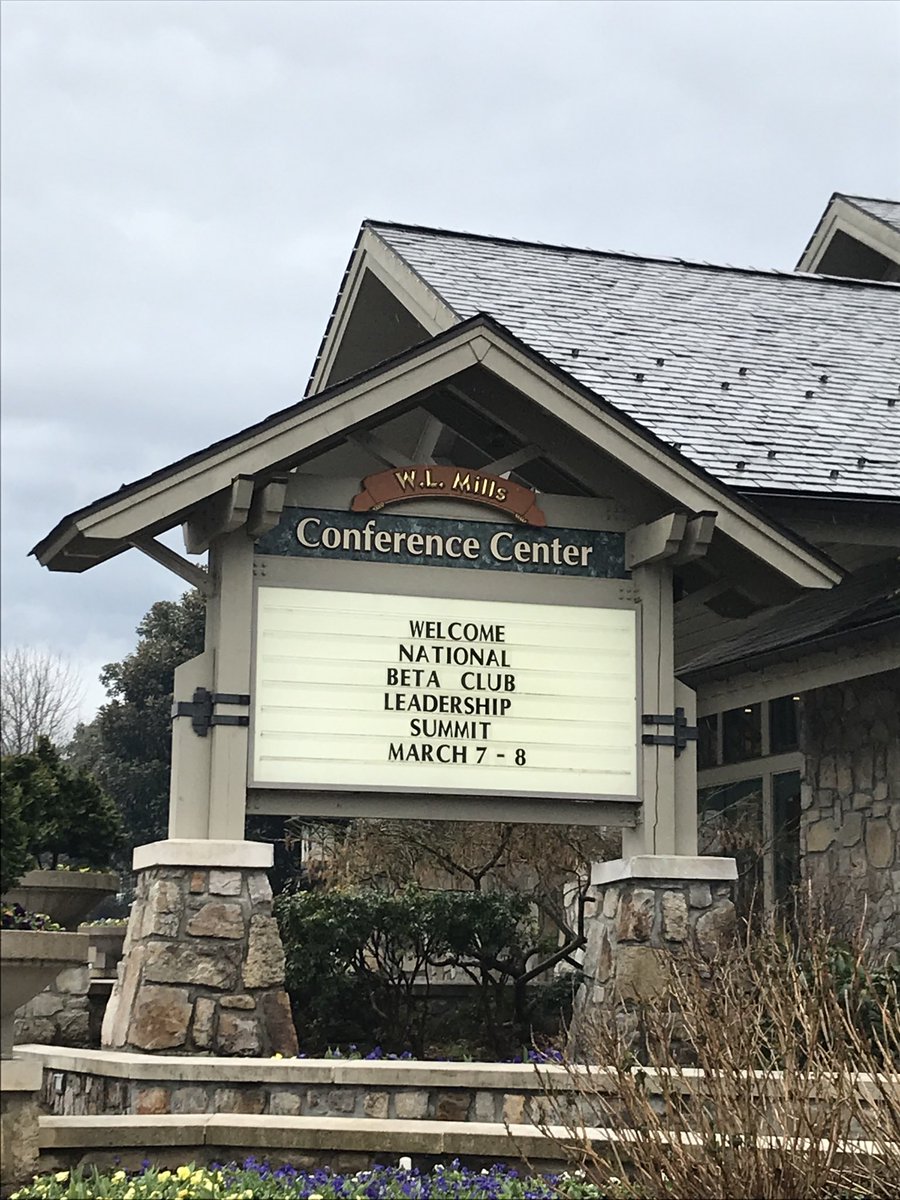 W.L. Mills
Conference Center
WELCOME
NATIONAL
BETA CLUB
LEADERSHIP
SUMMIT
MARCH 7 - 8